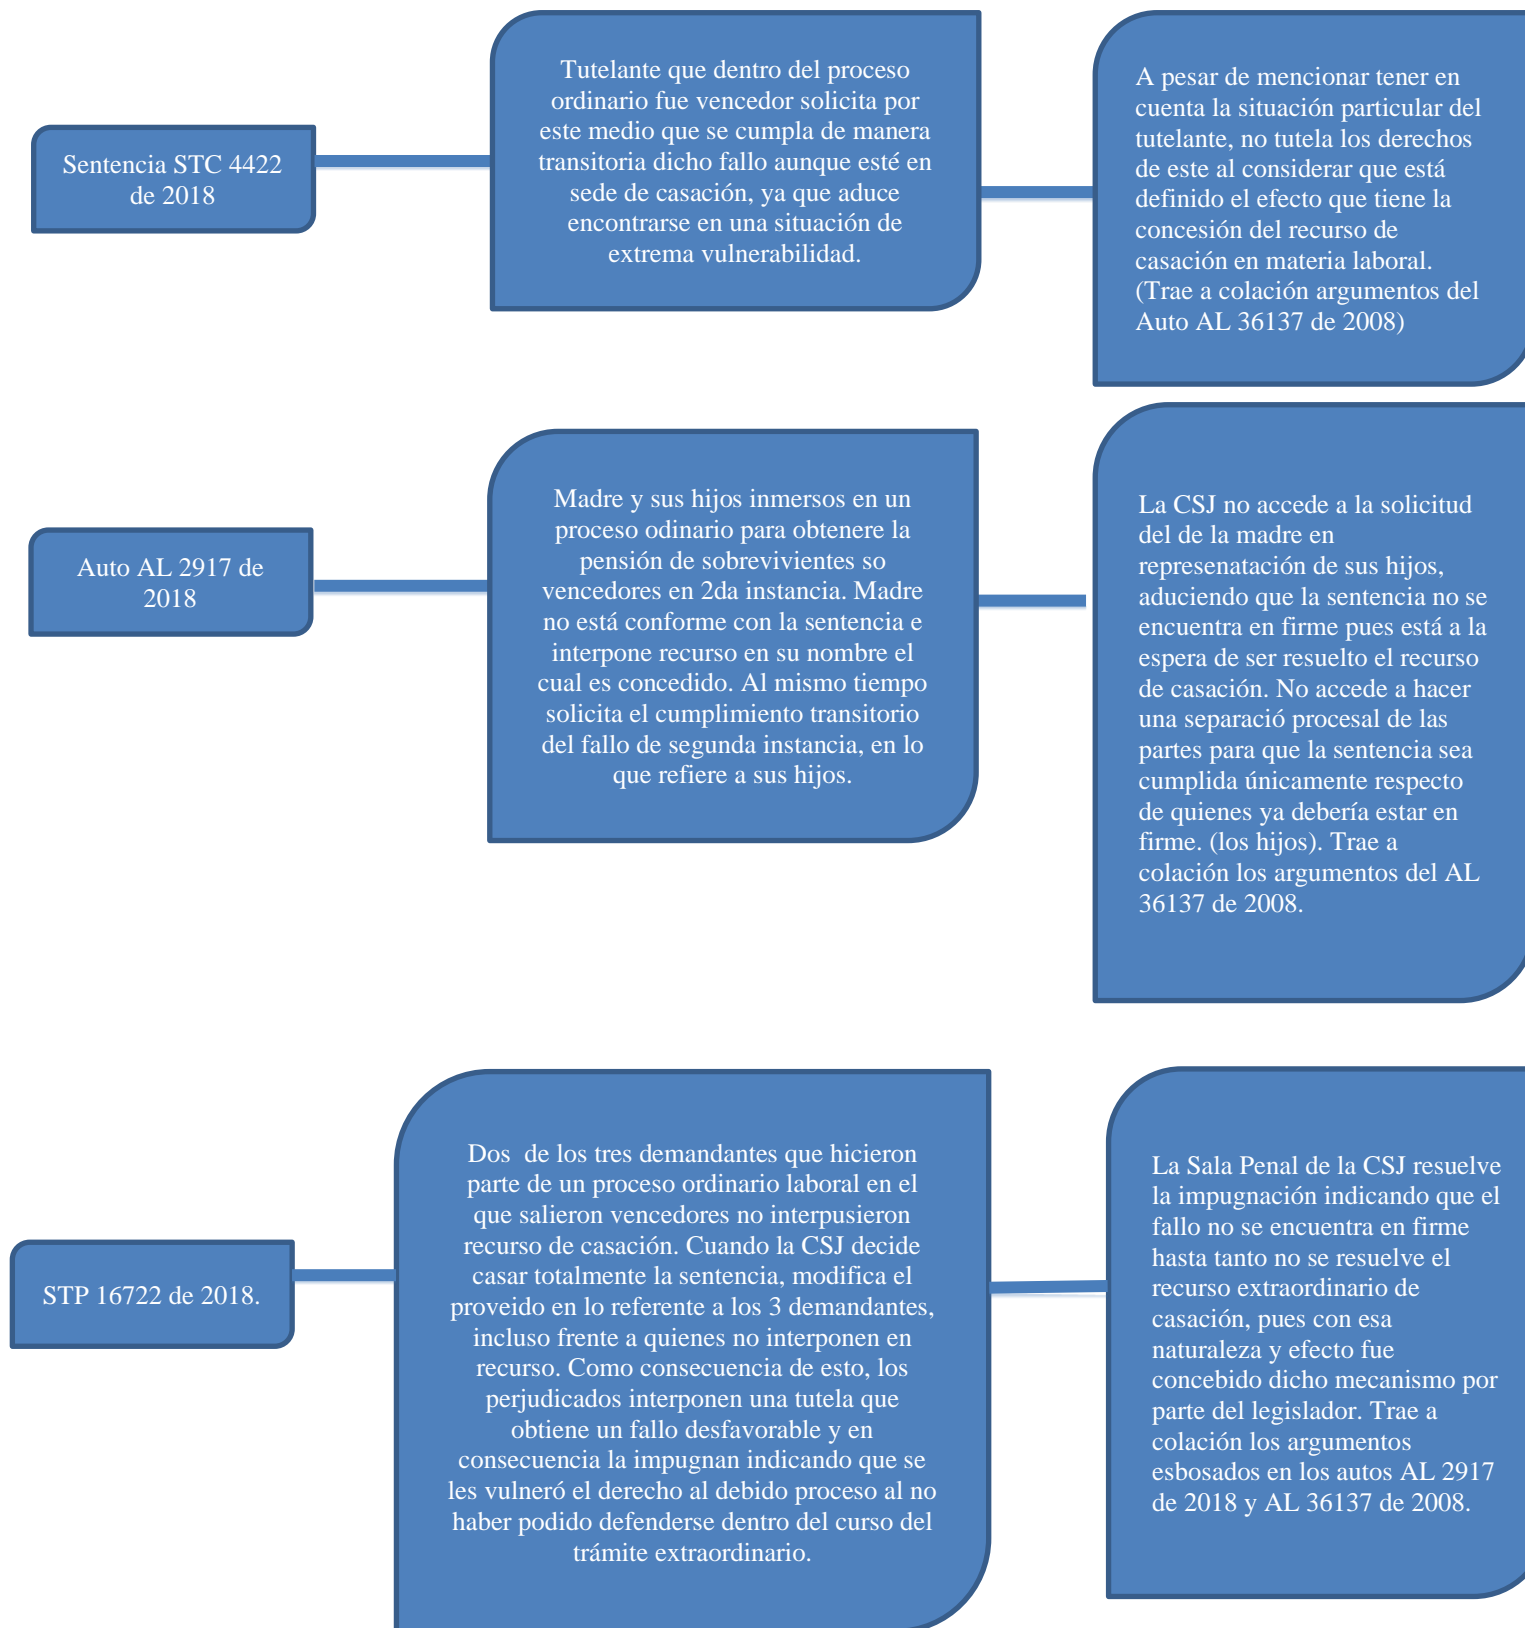 Sentencia STC 4422
de 2018
Tutelante que dentro del proceso
ordinario fue vencedor solicita por
este medio que se cumpla de manera
transitoria dicho fallo aunque esté en
sede de casación, ya que aduce
encontrarse en una situación de
extrema vulnerabilidad.
A pesar de mencionar tener en
cuenta la situación particular del
tutelante, no tutela los derechos
de este al considerar que está
definido el efecto que tiene la
concesión del recurso de
casación en materia laboral.
(Trae a colación argumentos del
Auto AL 36137 de 2008)
Auto AL 2917 de
2018
Madre y sus hijos inmersos en un
proceso odinario para obtenere la
pensión de sobrevivientes so
vencedores en 2da instancia. Madre
no está conforme con la sentencia e
interpone recurso en su nombre el
cual es concedido. Al mismo tiempo
solicita el cumplimiento transitorio
del fallo de segunda instancia, en lo
que refiere a sus hijos.
La CSJ no accede a la solicitud
del de la madre en
represenatación de sus hijos,
aduciendo que la sentencia no se
encuentra en firme pues está a la
espera de ser resuelto el recurso
de casación. No accede a hacer
una separació procesal de las
partes para que la sentencia sea
cumplida únicamente respecto
de quienes ya debería estar en
firme. (los hijos). Trae a
colación los argumentos del AL
36137 de 2008.
STP 16722 de 2018.
Dos  de los tres demandantes que hicieron
parte de un proceso ordinario laboral en el
que salieron vencedores no interpusieron
recurso de casación. Cuando la CSJ decide
casar totalmente la sentencia, modifica el
proveido en lo referente a los 3 demandantes,
incluso frente a quienes no interponen en
recurso. Como consecuencia de esto, los
perjudicados interponen una tutela que
obtiene un fallo desfavorable y en
consecuencia la impugnan indicando que se
les vulneró el derecho al debido proceso al no
haber podido defenderse dentro del curso del
trámite extraordinario.
La Sala Penal de la CSJ resuelve
la impugnación indicando que el
fallo no se encuentra en firme
hasta tanto no se resuelve el
recurso extraordinario de
casación, pues con esa
naturaleza y efecto fue
concebido dicho mecanismo por
parte del legislador. Trae a
colación los argumentos
esbosados en los autos AL 2917
de 2018 y AL 36137 de 2008.